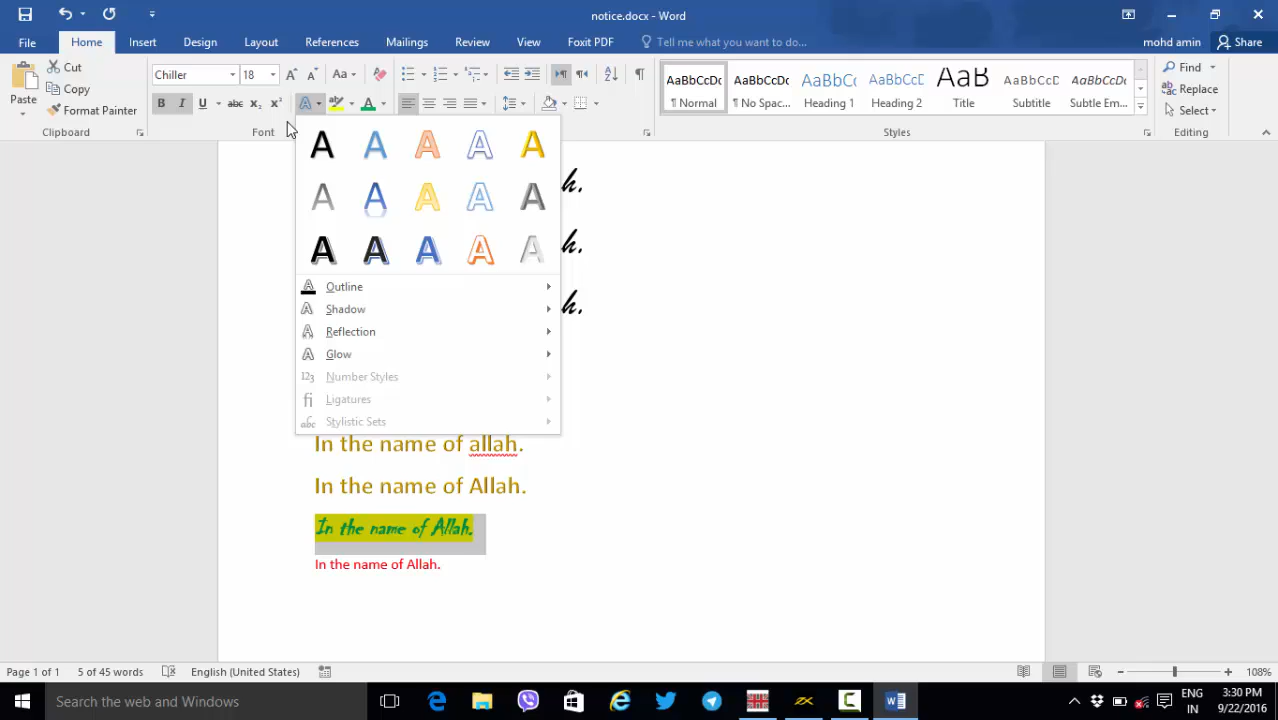 notice.docx - Word
File Home Insert Design Layout References Mailings Review View Foxit PDF Tell me what you want to do... mohd amin Share
Paste Cut Copy Format Painter
Clipboard
Chiller 18
B I U abc x₂ x²
Font
AaBbCcDc AaBbCcDc AaBbCc AaBbCcD AaB AaBbCcD AaBbCcDc
¶ Normal ¶ No Spac... Heading 1 Heading 2 Title Subtitle Subtle Em...
Styles
Find
Replace
Select
Editing
A A A A A
A A A A A
A A A A A
Outline
Shadow
Reflection
Glow
Number Styles
Ligatures
Stylistic Sets
h.
h.
h.
In the name of allah.
In the name of Allah.
In the name of Allah.
In the name of Allah.
Page 1 of 1 5 of 45 words English (United States) 108%
Search the web and Windows
ENG
IN
3:30 PM
9/22/2016